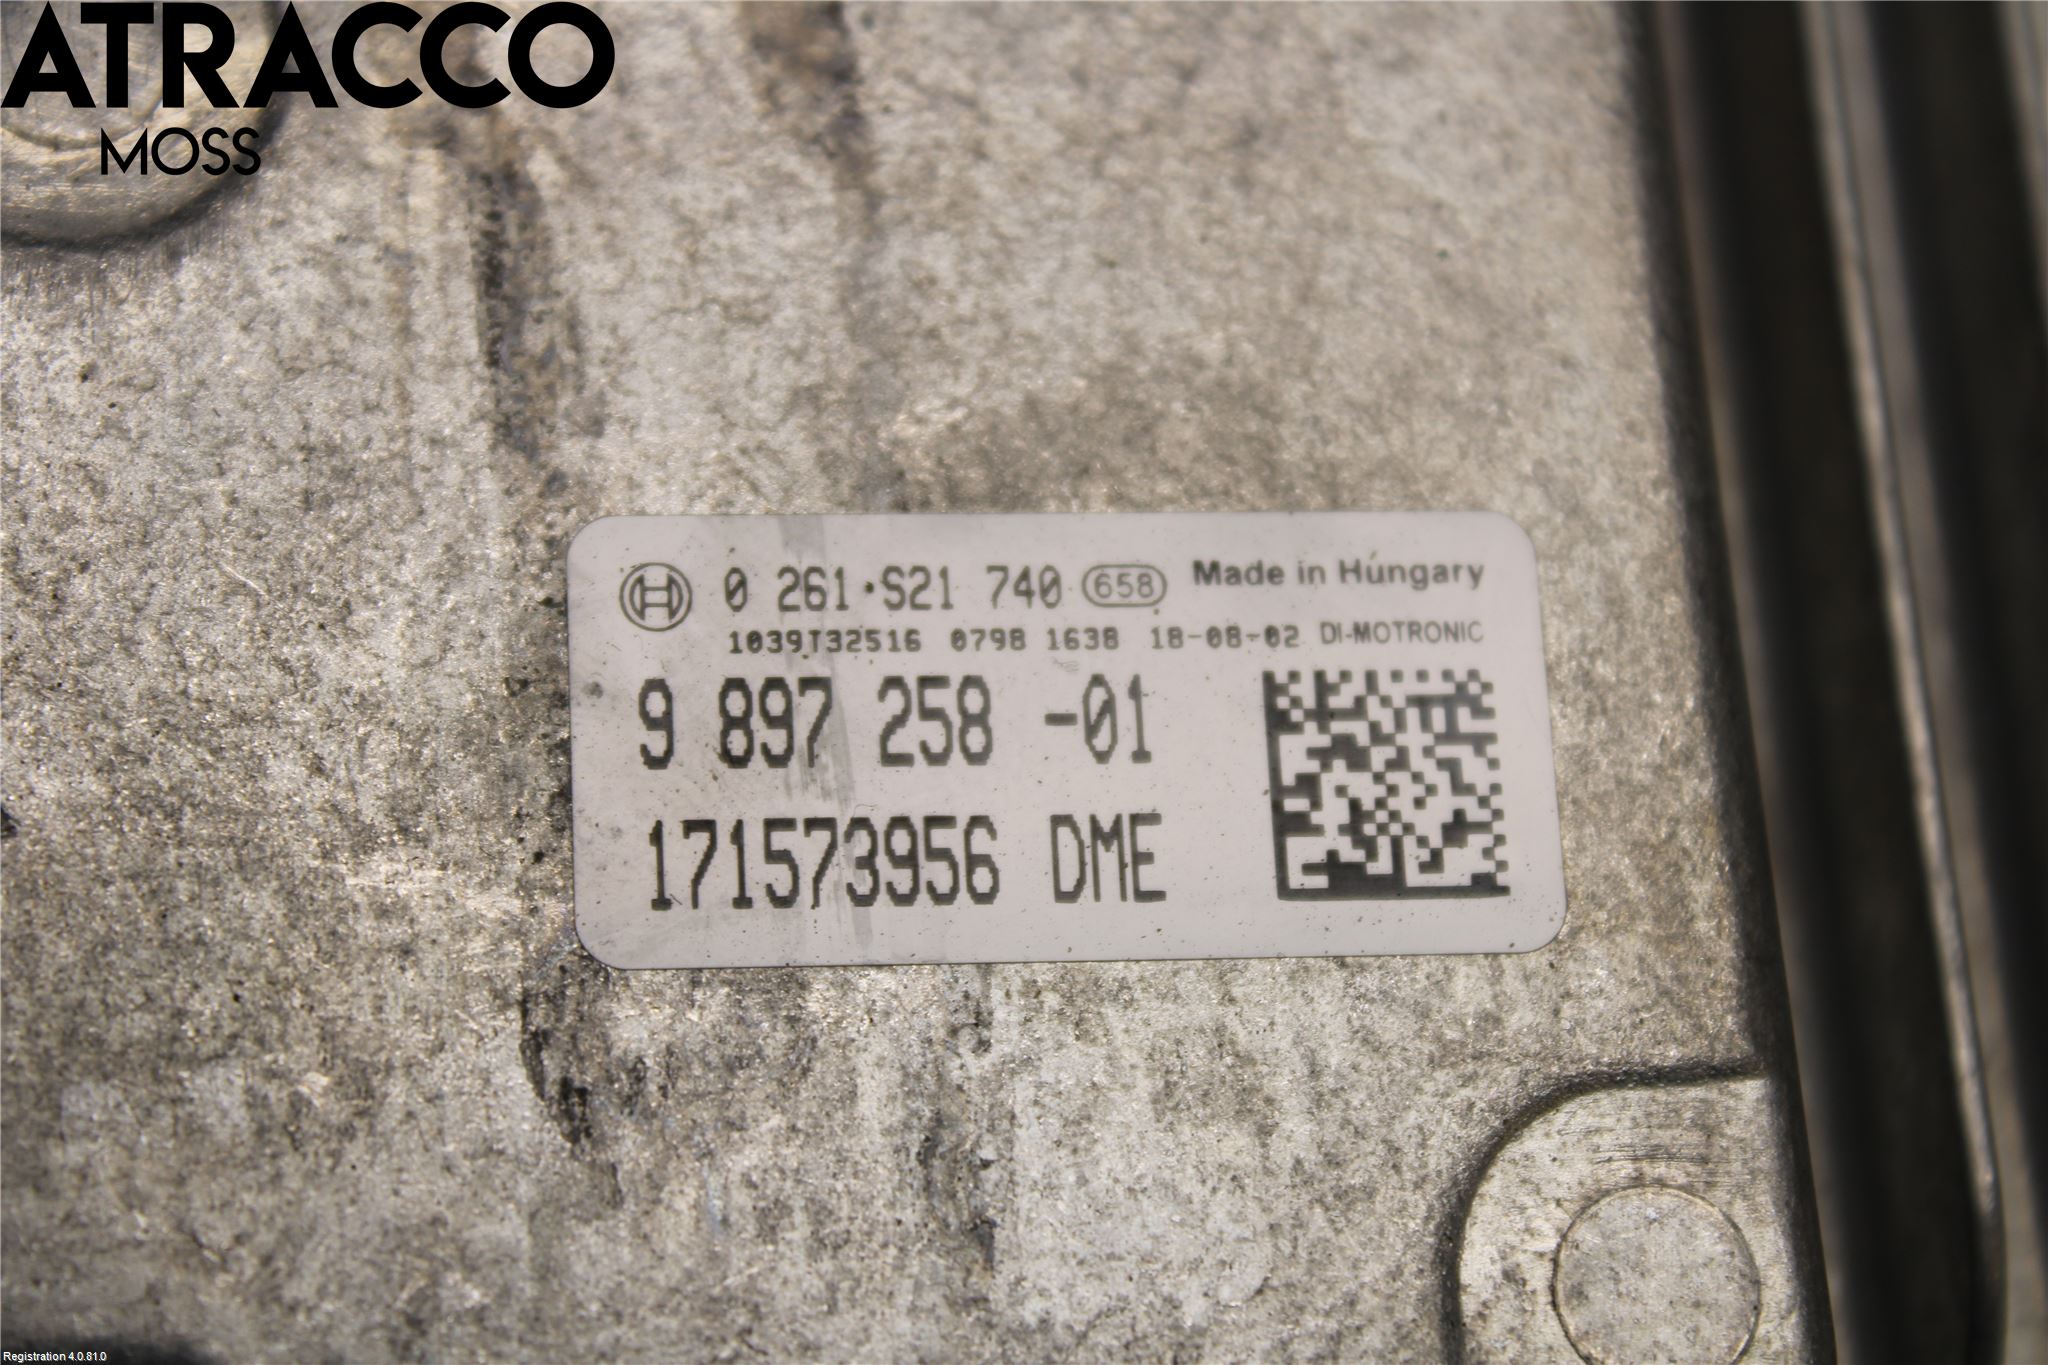 ATRACCO
MOSS
0 261 S21 740 658 Made in Hungary
1039T32516 0798 1638 18-08-02 DI-MOTRONIC
9 897 258 -01
171573956 DME
Registration 4.0.81.0